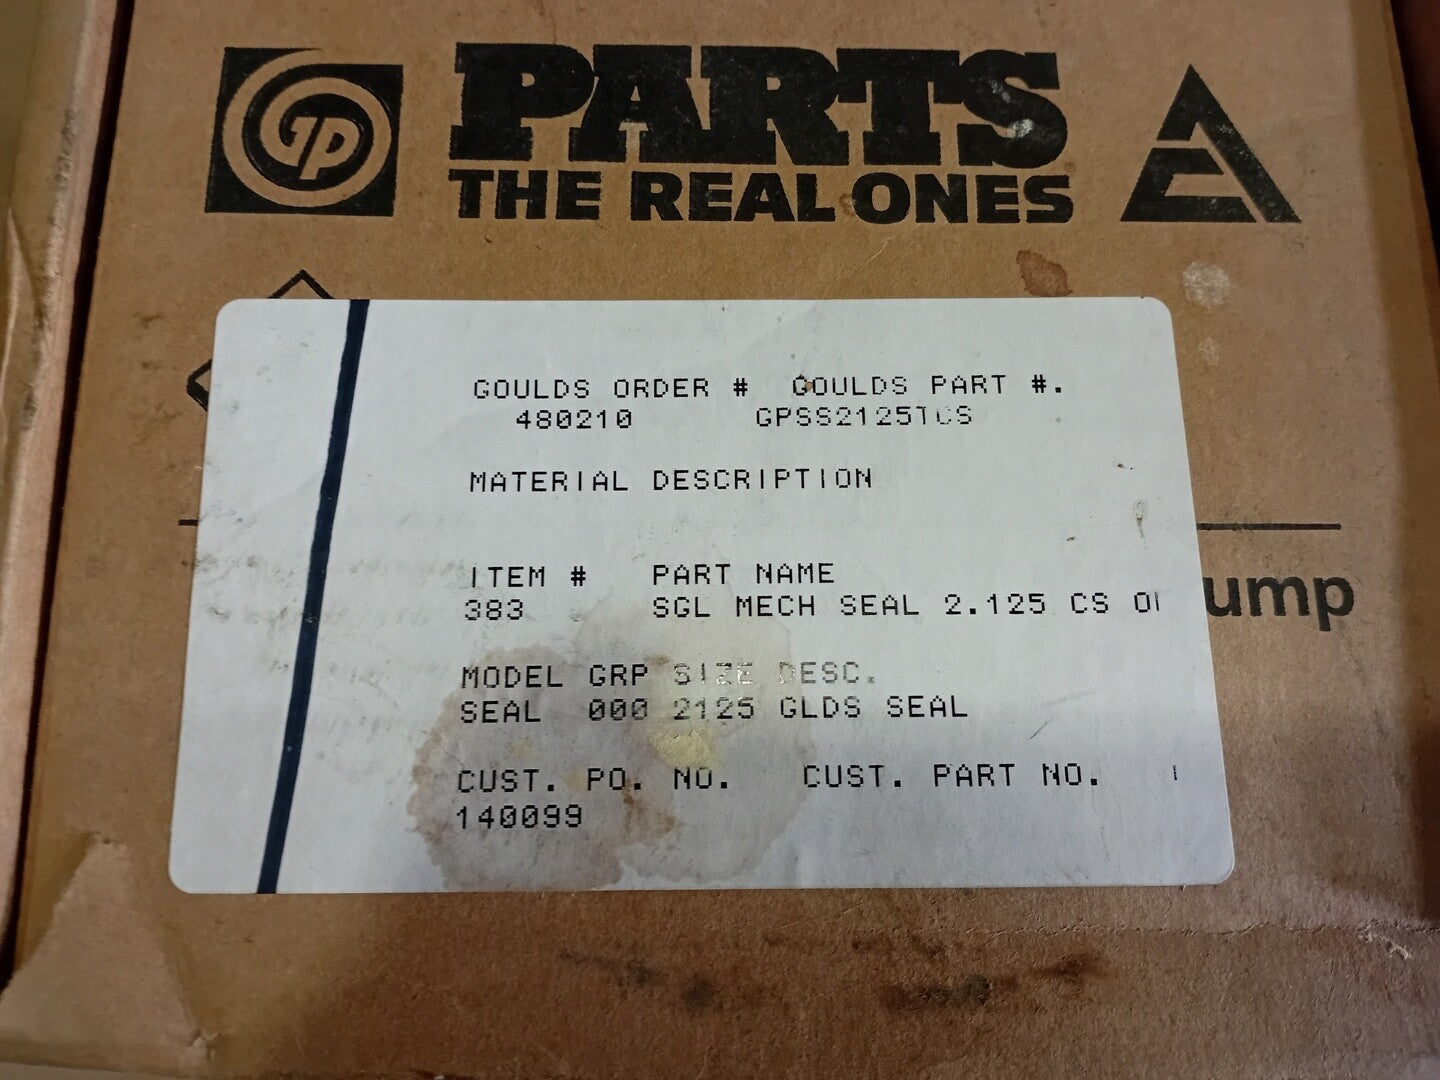 GP PARTS
THE REAL ONES
GOULDS ORDER # GOULDS PART #.
480210 GPSS2125TCS
MATERIAL DESCRIPTION
ITEM # PART NAME
383 SGL MECH SEAL 2.125 CS
ump
MODEL GRP SIZE DESC.
SEAL 000 2125 GLDS SEAL
CUST. PO. NO. CUST. PART NO.
140099